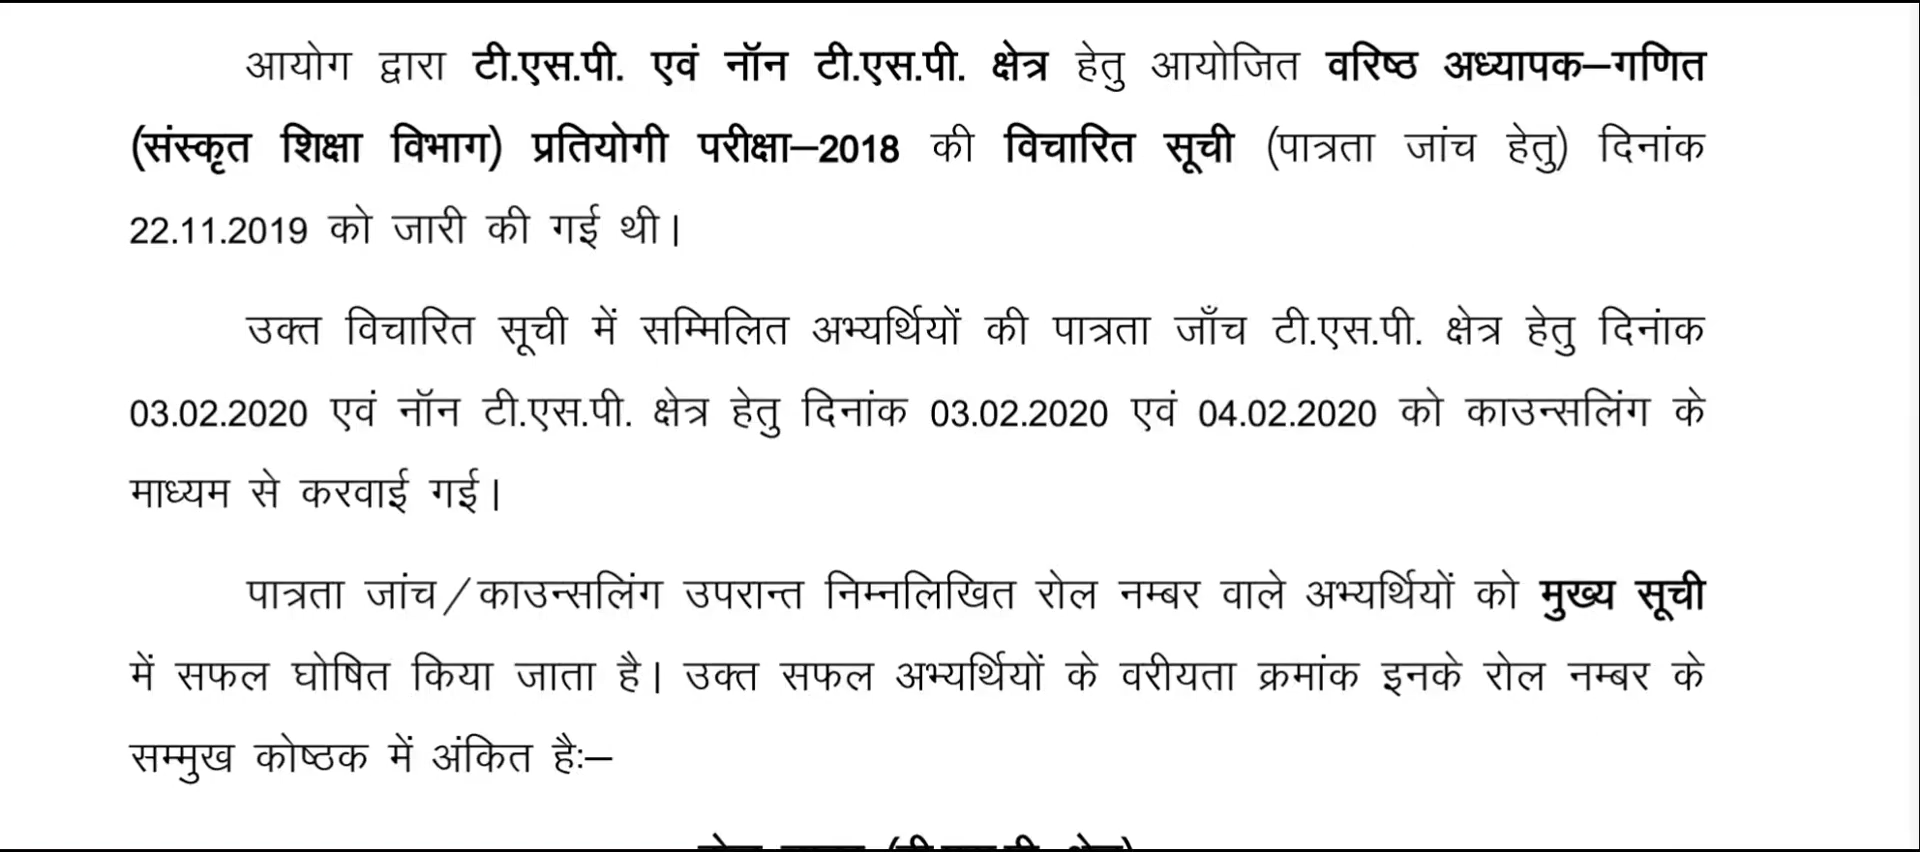 आयोग द्वारा टी.एस.पी. एवं नॉन टी.एस.पी. क्षेत्र हेतु आयोजित वरिष्ठ अध्यापक–गणित
(संस्कृत शिक्षा विभाग) प्रतियोगी परीक्षा–2018 की विचारित सूची (पात्रता जांच हेतु) दिनांक
22.11.2019 को जारी की गई थी।
उक्त विचारित सूची में सम्मिलित अभ्यर्थियों की पात्रता जाँच टी.एस.पी. क्षेत्र हेतु दिनांक
03.02.2020 एवं नॉन टी.एस.पी. क्षेत्र हेतु दिनांक 03.02.2020 एवं 04.02.2020 को काउन्सलिंग के
माध्यम से करवाई गई।
पात्रता जांच/काउन्सलिंग उपरान्त निम्नलिखित रोल नम्बर वाले अभ्यर्थियों को मुख्य सूची
में सफल घोषित किया जाता है। उक्त सफल अभ्यर्थियों के वरीयता क्रमांक इनके रोल नम्बर के
सम्मुख कोष्ठक में अंकित हैः–